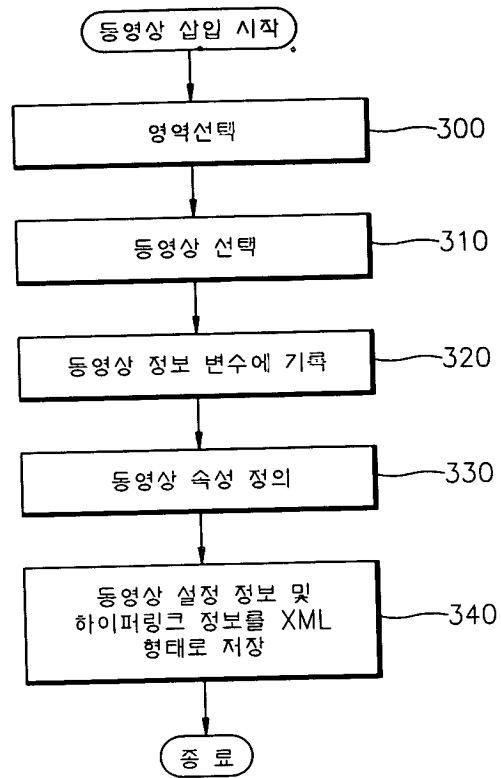 동영상 삽입 시작
영역선택
300
동영상 선택
310
동영상 정보 변수에 기록
320
동영상 속성 정의
330
동영상 설정 정보 및
하이퍼링크 정보를 XML
형태로 저장
340
종 료